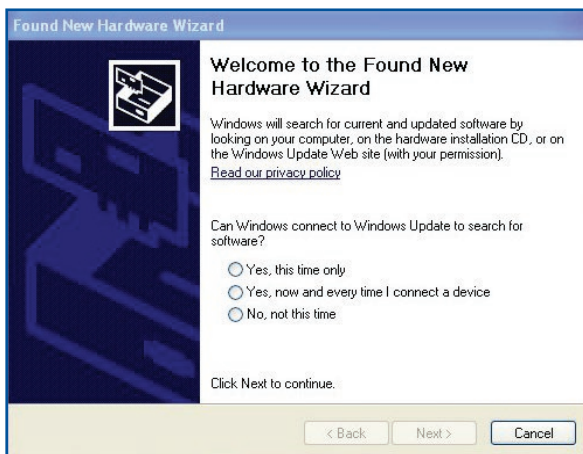 Found New Hardware Wizard
Welcome to the Found New
Hardware Wizard
Windows will search for current and updated software by
looking on your computer, on the hardware installation CD, or on
the Windows Update Web site (with your permission).
Read our privacy policy
Can Windows connect to Windows Update to search for
software?
Yes, this time only
Yes, now and every time I connect a device
No, not this time
Click Next to continue.
< Back
Next >
Cancel